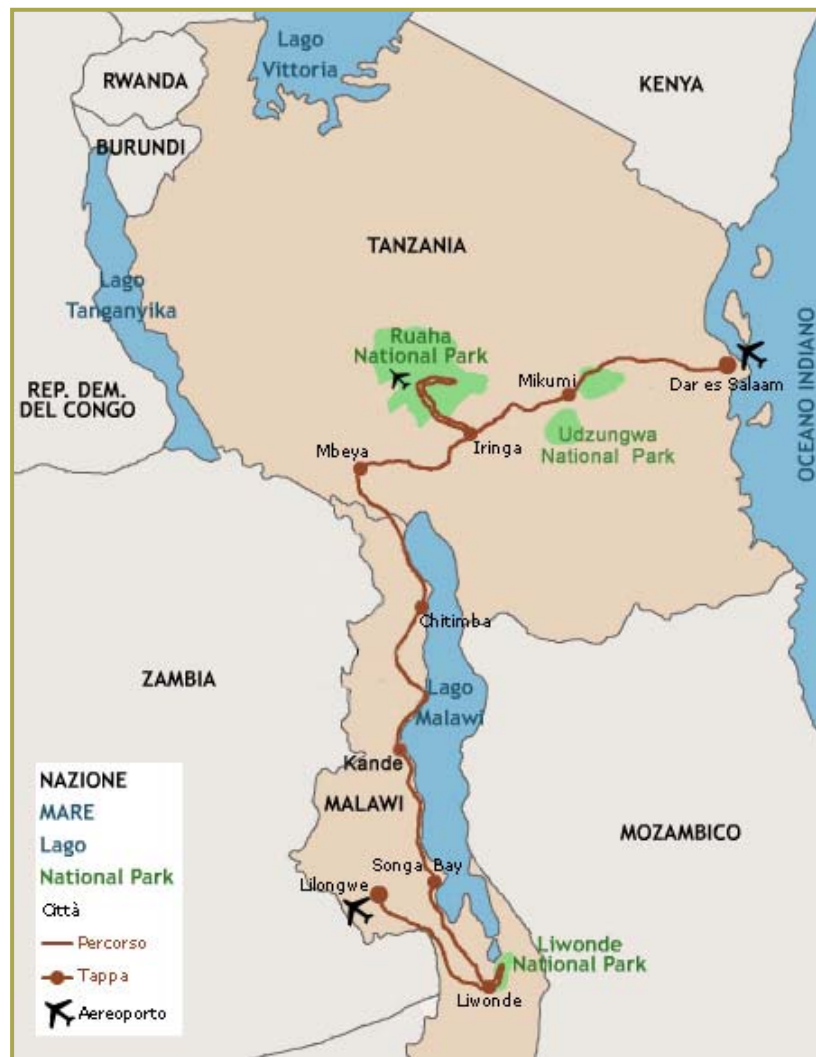 Lago
Vittoria
RWANDA
KENYA
BURUNDI
TANZANIA
Lago
Tanganyika
OCEANO INDIANO
Ruaha
National Park
REP. DEM.
DEL CONGO
Mikumi
Dar es Salaam
Udzungwa
National Park
Iringa
Mbeya
Chitimba
ZAMBIA
Lago
Malawi
Kande
MALAWI
MOZAMBICO
Songa Bay
Lilongwe
Liwonde
National Park
Liwonde
NAZIONE
MARE
Lago
National Park
Città
Percorso
Tappa
Aereoporto